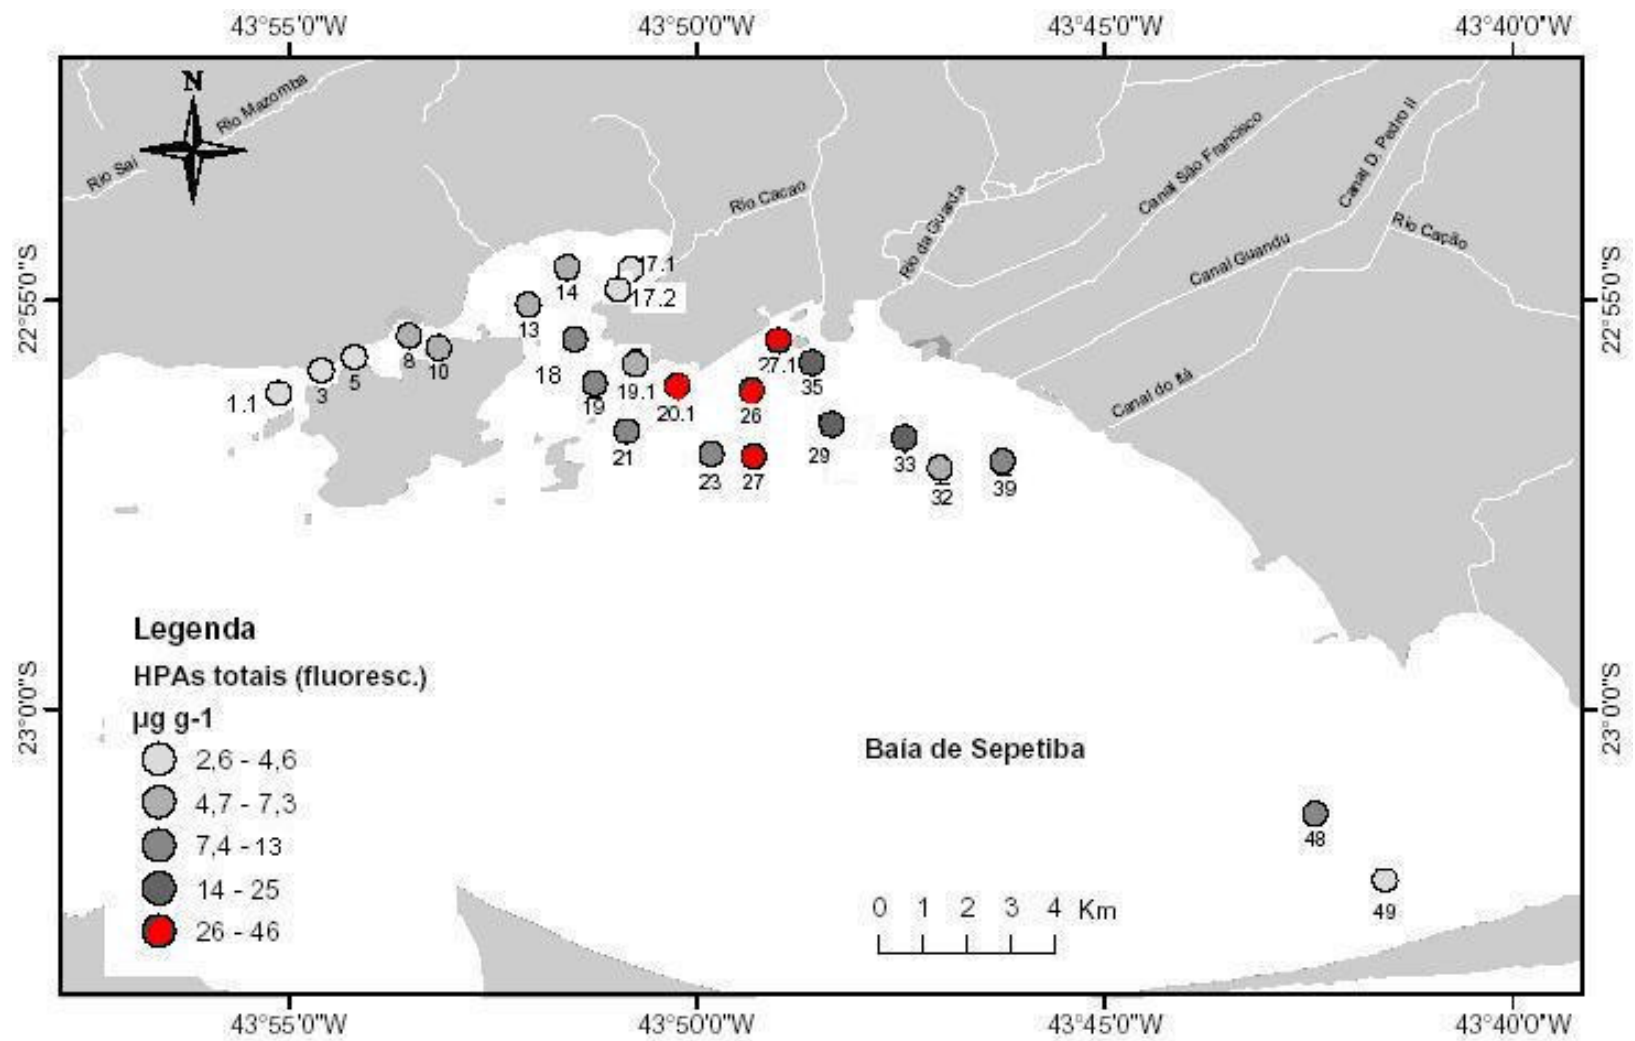 43°55'0"W 43°50'0"W 43°45'0"W 43°40'0"W
N
Rio Mazomba
Rio Sai
Rio Cacao
Rio da Guarda
Canal São Francisco
Canal D. Pedro II
Rio Cação
Canal Guandu
Canal do Itá
22°55'0"S
22°55'0"S
14
17.1
17.2
13
8
10
5
3
1.1
18
19
19.1
20.1
21
23
26
27
27.1
35
29
33
32
39
Legenda
HPAs totais (fluoresc.)
µg g-1
2,6 - 4,6
4,7 - 7,3
7,4 - 13
14 - 25
26 - 46
23°0'0"S
23°0'0"S
Baía de Sepetiba
48
49
0 1 2 3 4 Km
43°55'0"W 43°50'0"W 43°45'0"W 43°40'0"W